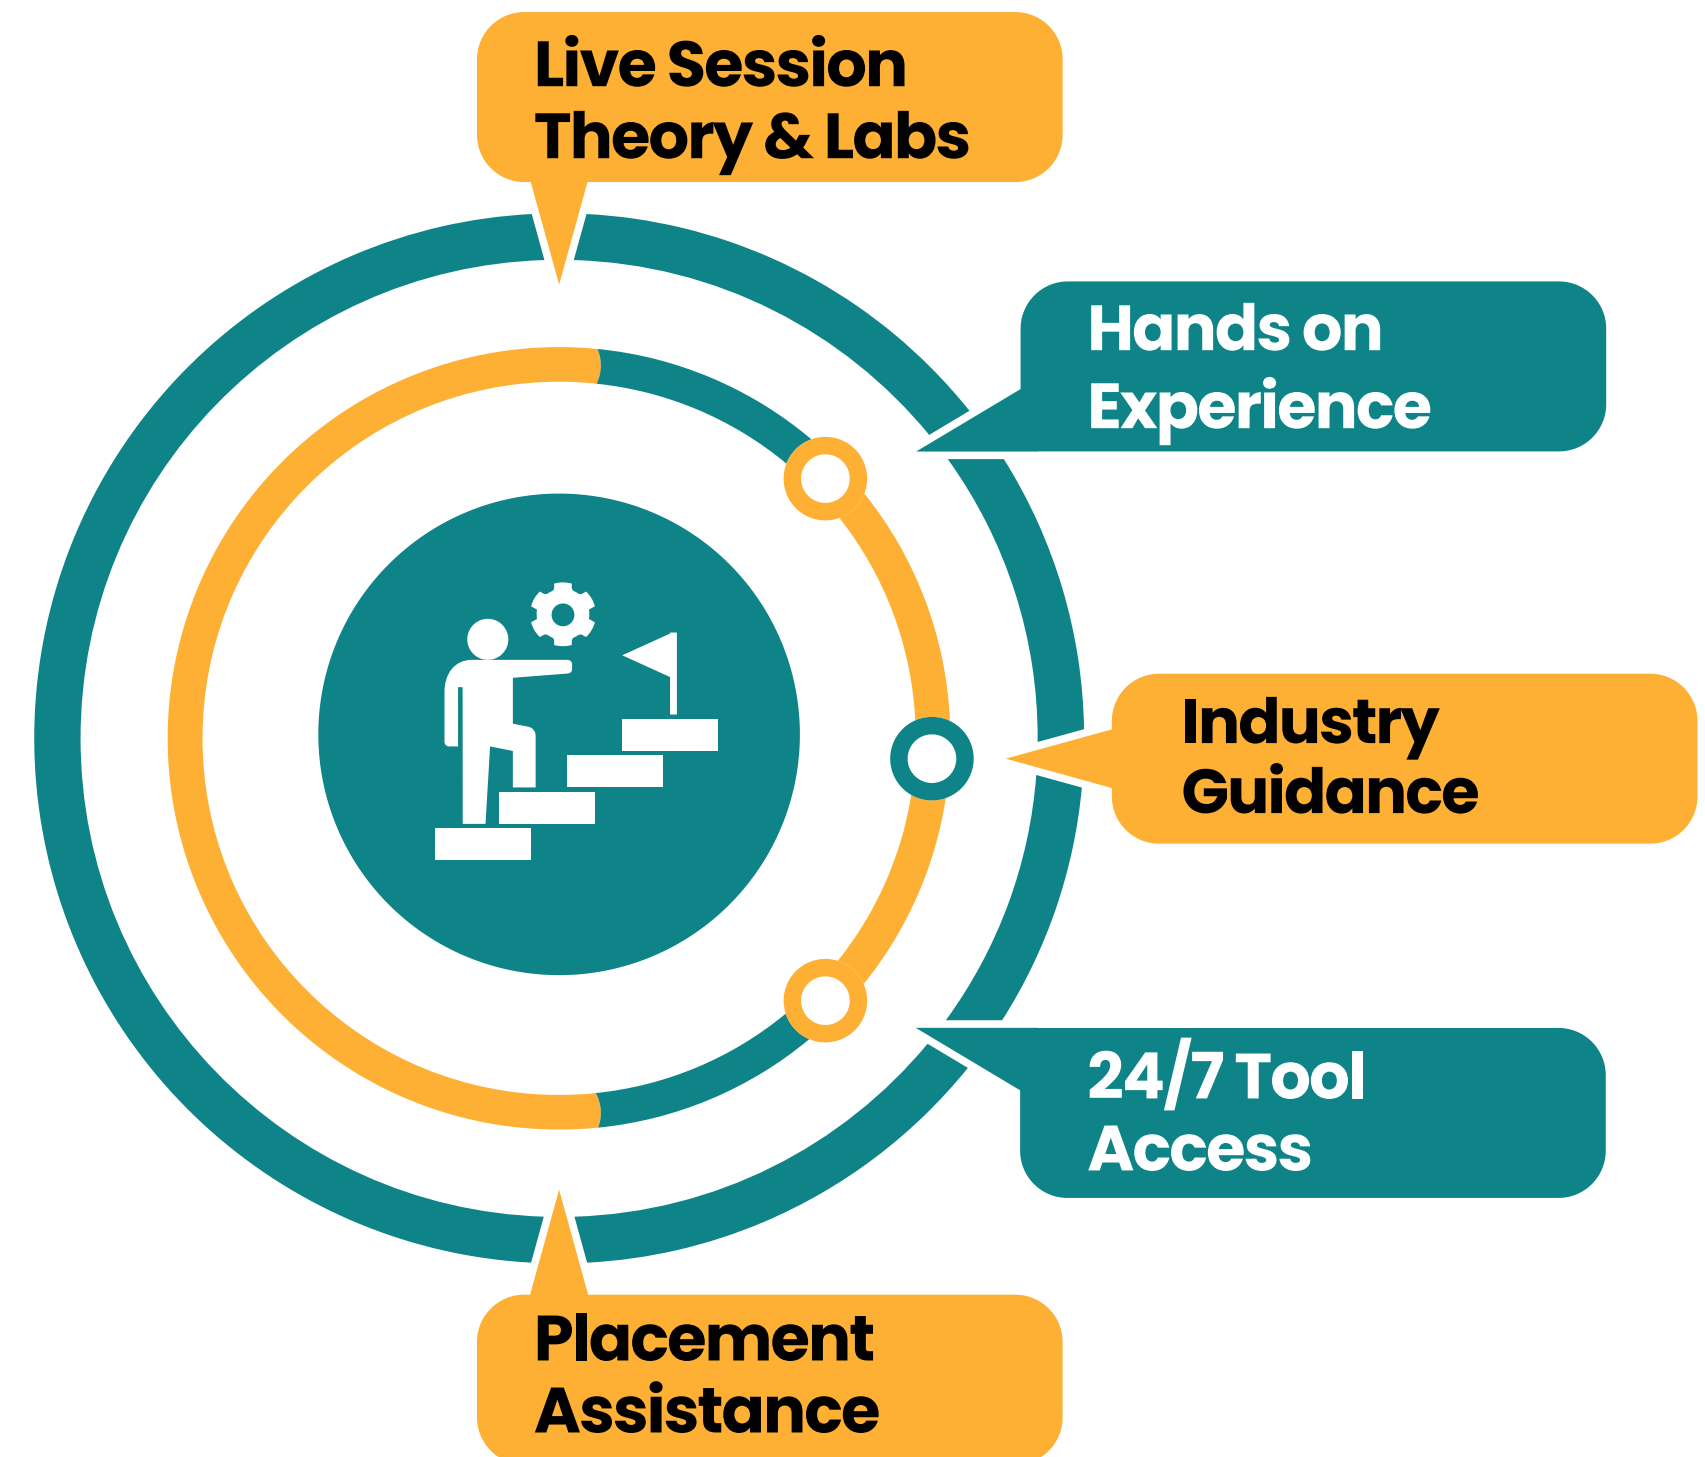 Live Session
Theory & Labs
Hands on
Experience
Industry
Guidance
24/7 Tool
Access
Placement
Assistance